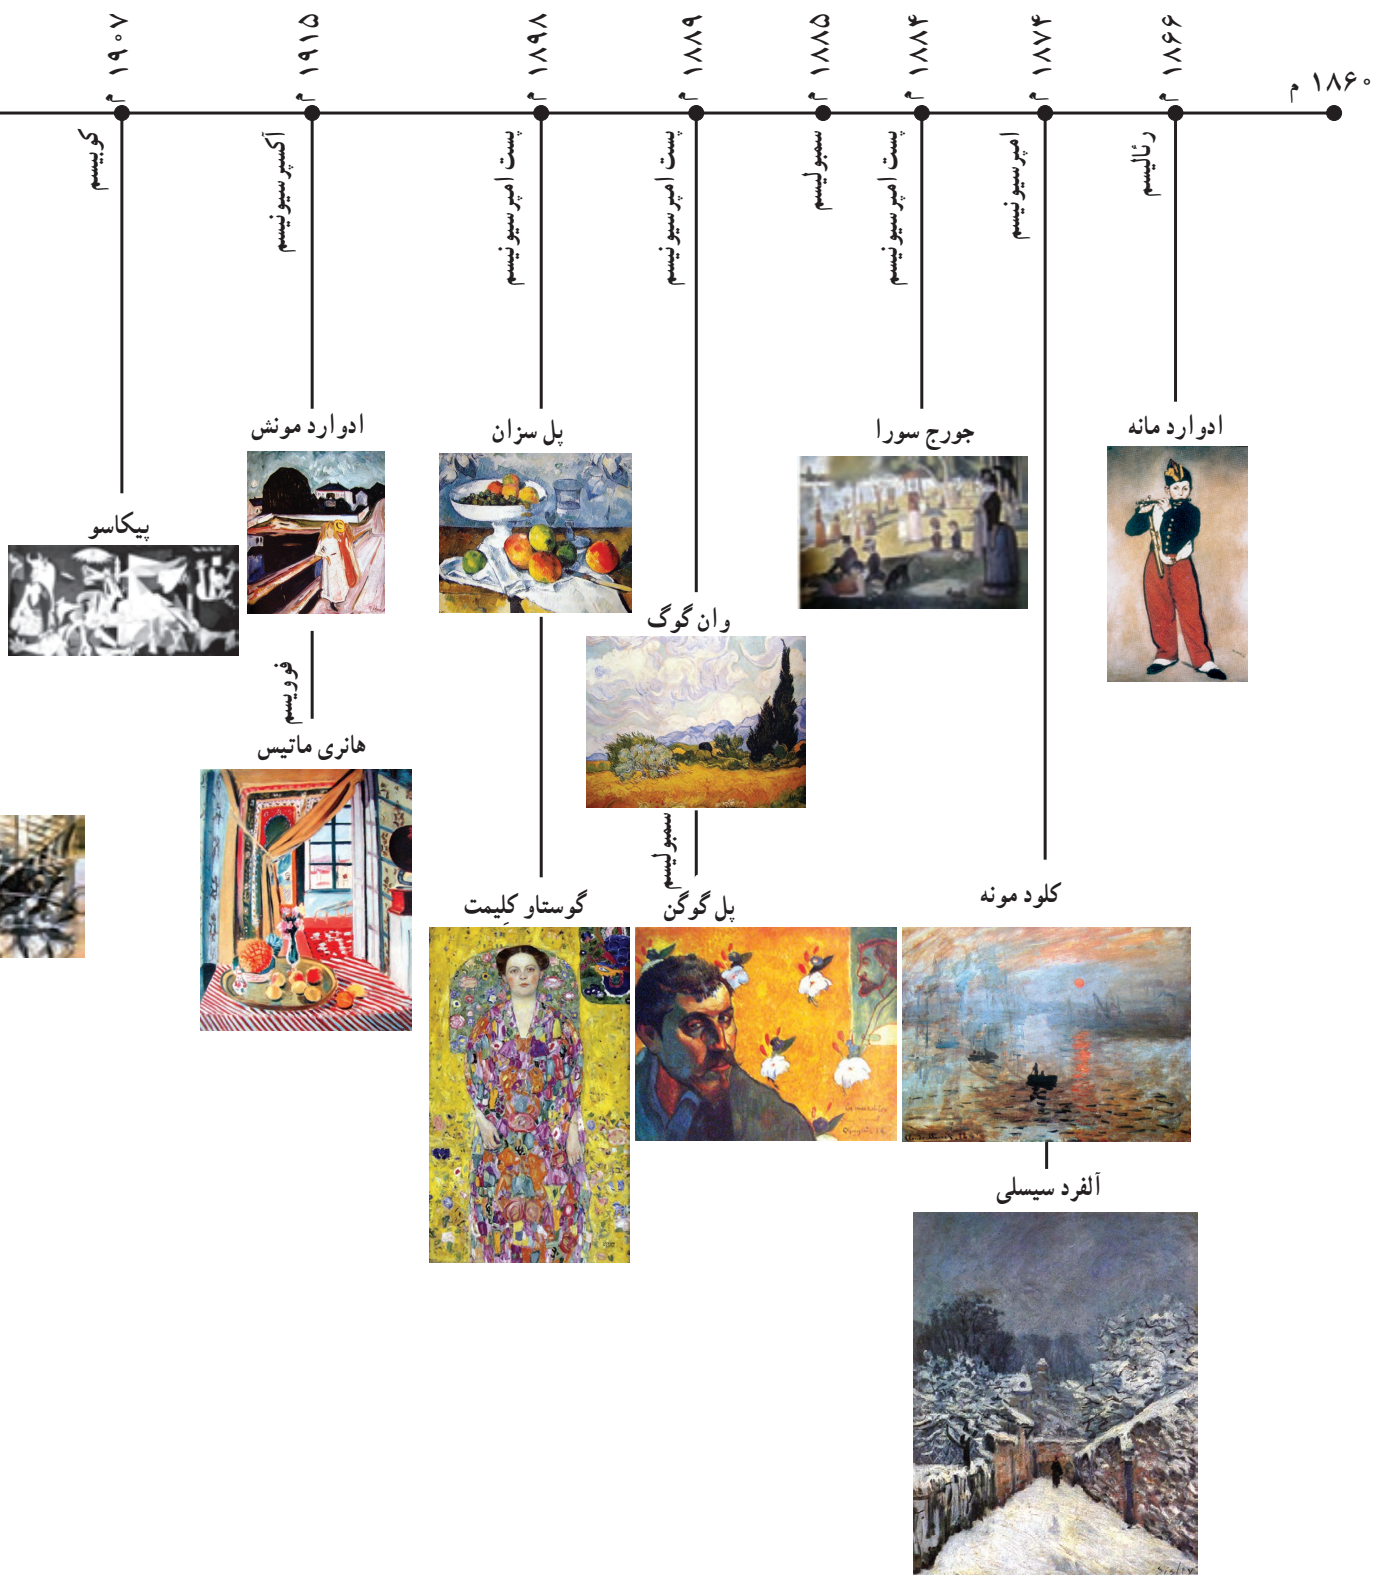 ۱۸۶۰ م
۱۸۶۶ م
رئالیسم
ادوارد مانه
۱۸۷۴ م
امپرسیونیسم
کلود مونه
آلفرد سیسلی
۱۸۸۴ م
پست امپرسیونیسم
جورج سورا
۱۸۸۵ م
سمبولیسم
۱۸۸۹ م
پست امپرسیونیسم
وان گوگ
سمبولیسم
پل گوگن
۱۸۹۸ م
پست امپرسیونیسم
پل سزان
گوستاو کلِیمت
۱۹۱۵ م
آکسپرسیونیسم
ادوارد مونش
فوویسم
هانری ماتیس
۱۹۰۷ م
کوبیسم
پیکاسو